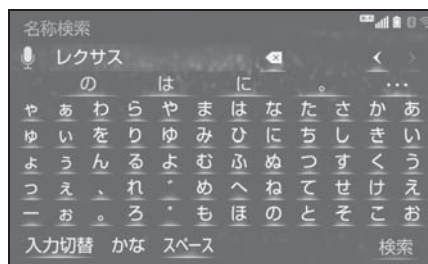 名称検索
レクサス
の は に 。 …
ゃ ぁ わ ら や ま は な た さ か あ
ゅ ぃ を り ゆ み ひ に ち し き い
ょ ぅ ん る よ む ふ ぬ つ す く う
っ ぇ 、 れ ゛ め へ ね て せ け え
ー ぉ 。 ろ ゜ も ほ の と そ こ お
入力切替 かな スペース 検索